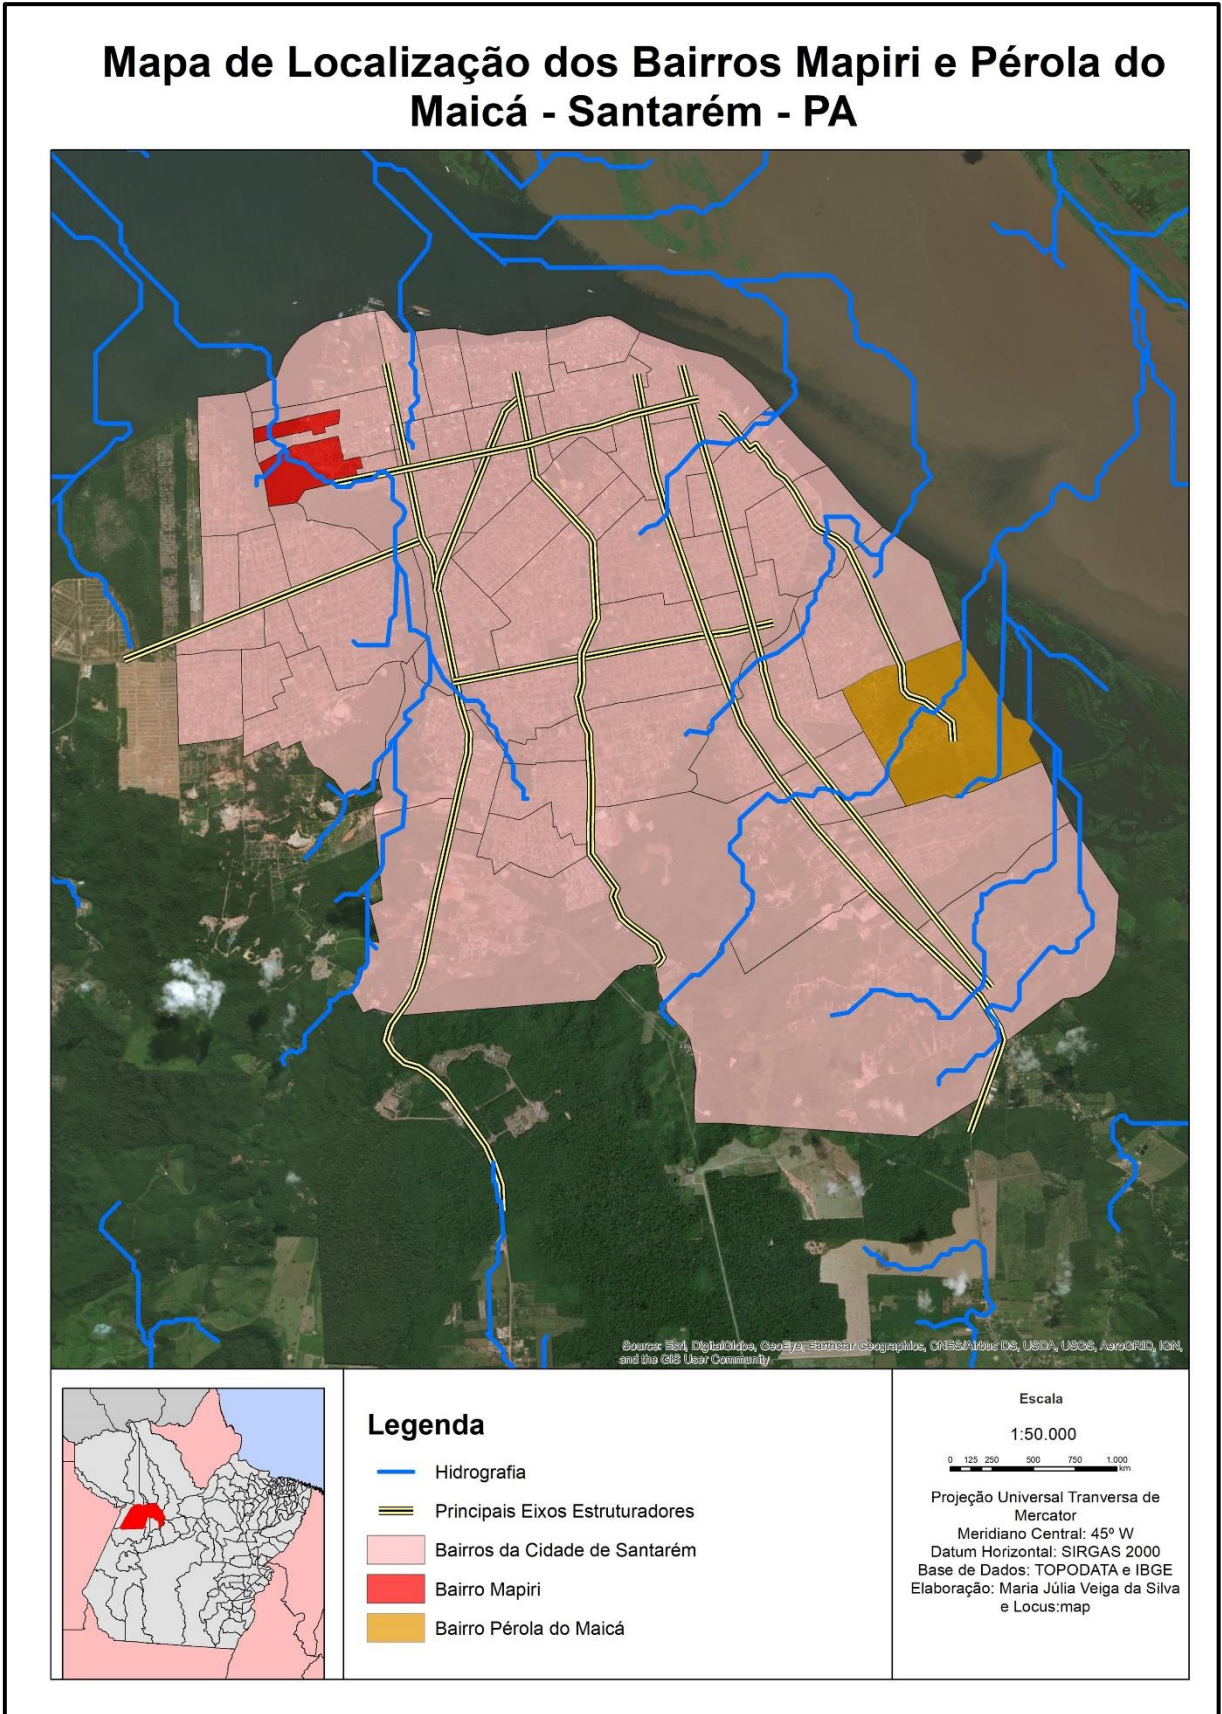 Mapa de Localização dos Bairros Mapiri e Pérola do
Maicá - Santarém - PA
Source: Esri, DigitalGlobe, GeoEye, Earthstar Geographics, CNES/Airbus DS, USDA, USGS, AeroGRID, IGN,
and the GIS User Community
Legenda
Hidrografia
Principais Eixos Estruturadores
Bairros da Cidade de Santarém
Bairro Mapiri
Bairro Pérola do Maicá
Escala
1:50.000
0 125 250 500 750 1.000
km
Projeção Universal Tranversa de
Mercator
Meridiano Central: 45º W
Datum Horizontal: SIRGAS 2000
Base de Dados: TOPODATA e IBGE
Elaboração: Maria Júlia Veiga da Silva
e Locus:map